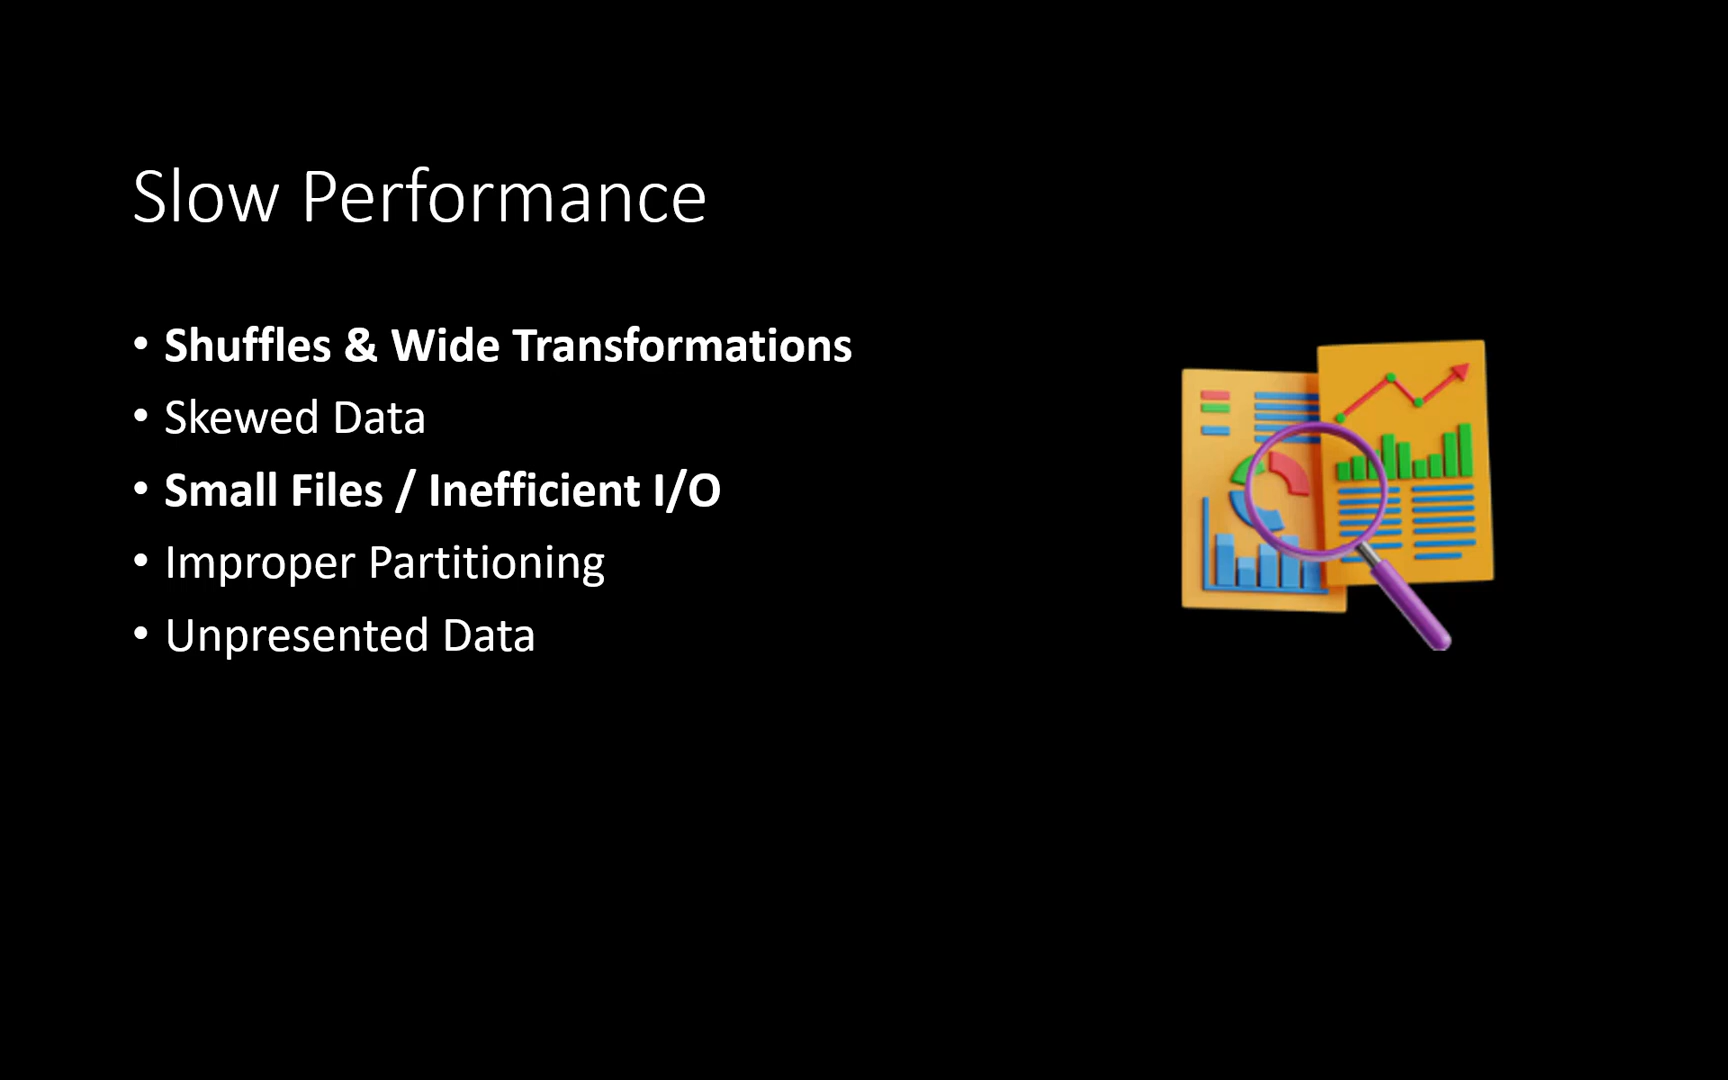 Slow Performance
• Shuffles & Wide Transformations
• Skewed Data
• Small Files / Inefficient I/O
• Improper Partitioning
• Unpresented Data